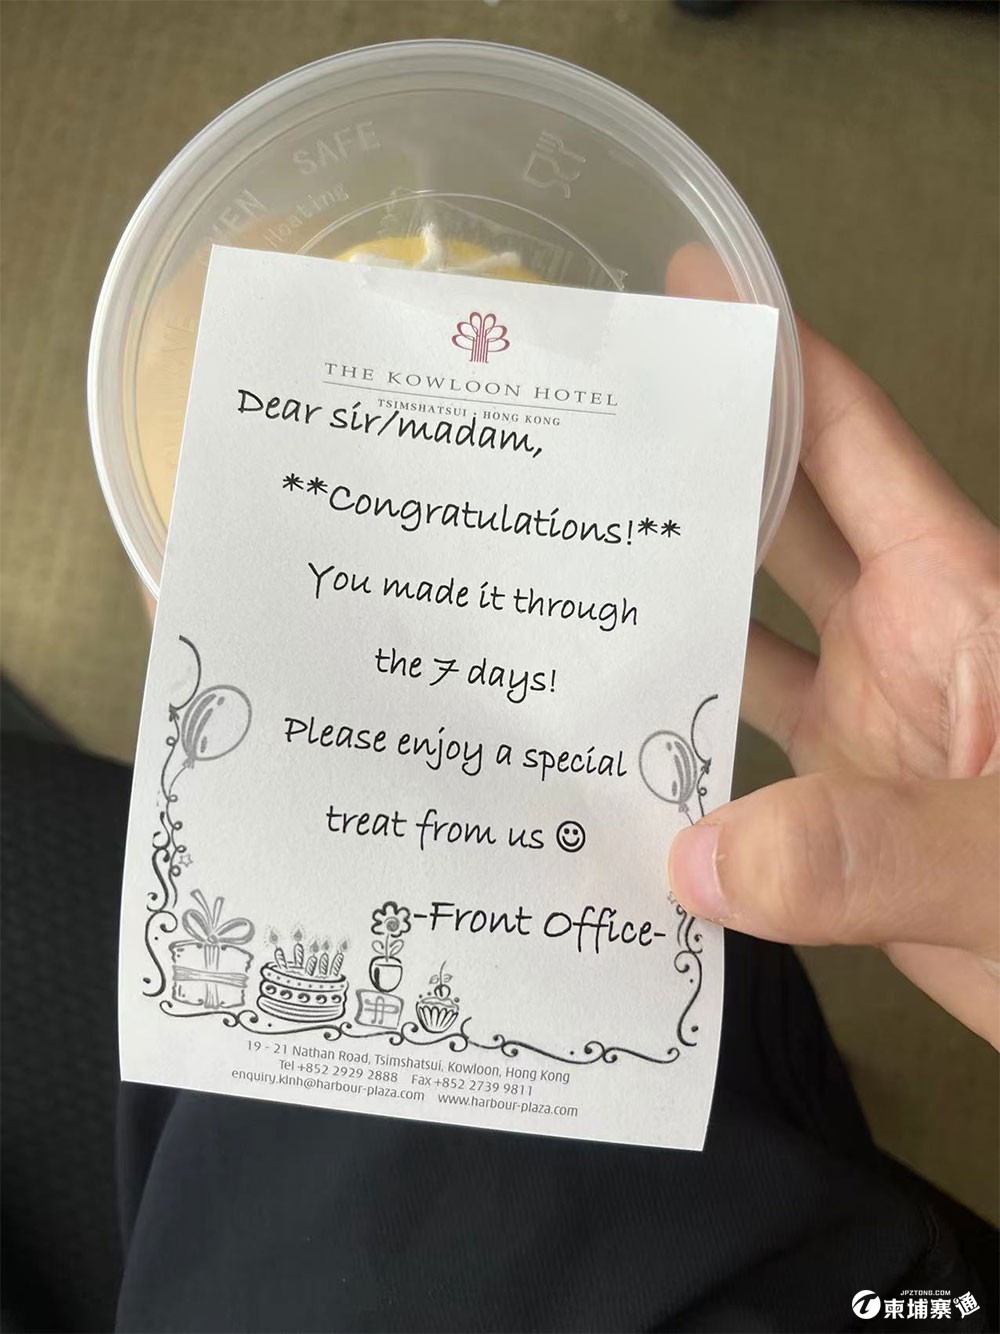 SAFE
Heating
THE KOWLOON HOTEL
TSIMSHATSUI · HONG KONG
Dear sir/madam,
**Congratulations!**
You made it through
the 7 days!
Please enjoy a special
treat from us ☺
-Front Office-
19 - 21 Nathan Road, Tsimshatsui, Kowloon, Hong Kong
Tel +852 2929 2888 Fax +852 2739 9811
enquiry.klnh@harbour-plaza.com www.harbour-plaza.com
JPZTONG.COM
柬埔寨通